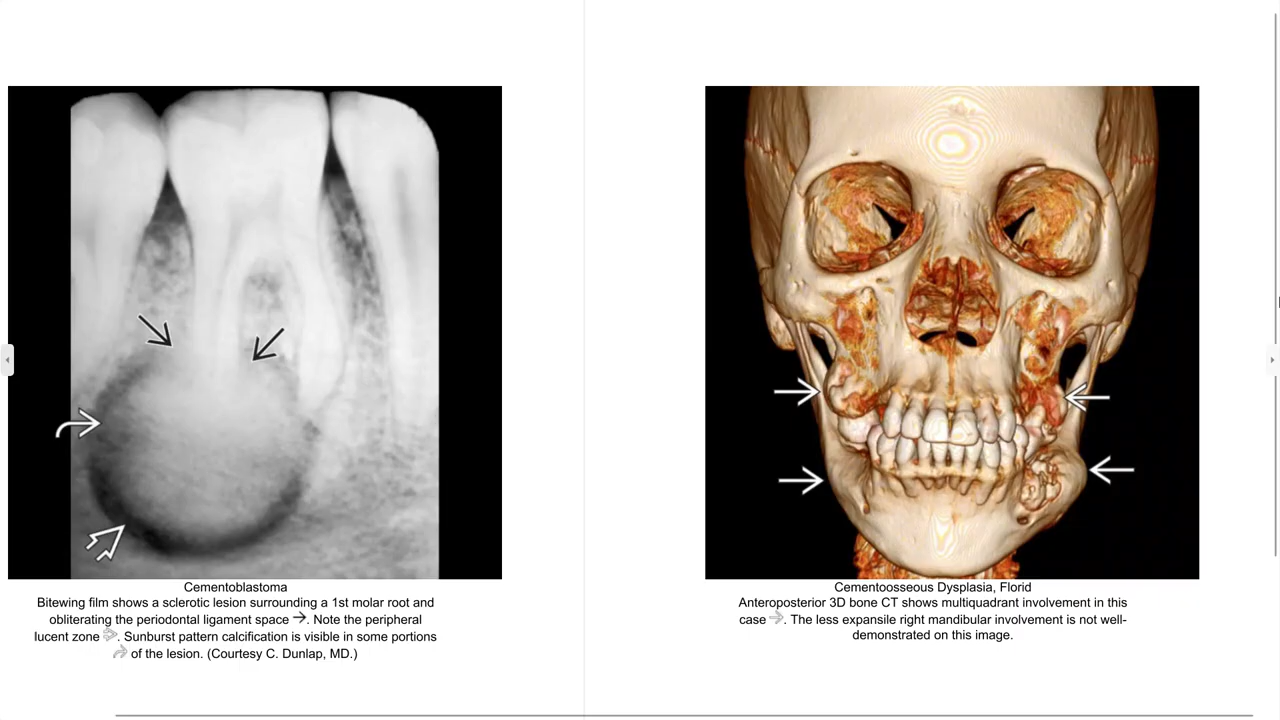 Cementoblastoma
Bitewing film shows a sclerotic lesion surrounding a 1st molar root and
obliterating the periodontal ligament space →. Note the peripheral
lucent zone ⇨. Sunburst pattern calcification is visible in some portions
↷ of the lesion. (Courtesy C. Dunlap, MD.)
Cementoosseous Dysplasia, Florid
Anteroposterior 3D bone CT shows multiquadrant involvement in this
case →. The less expansile right mandibular involvement is not well-
demonstrated on this image.